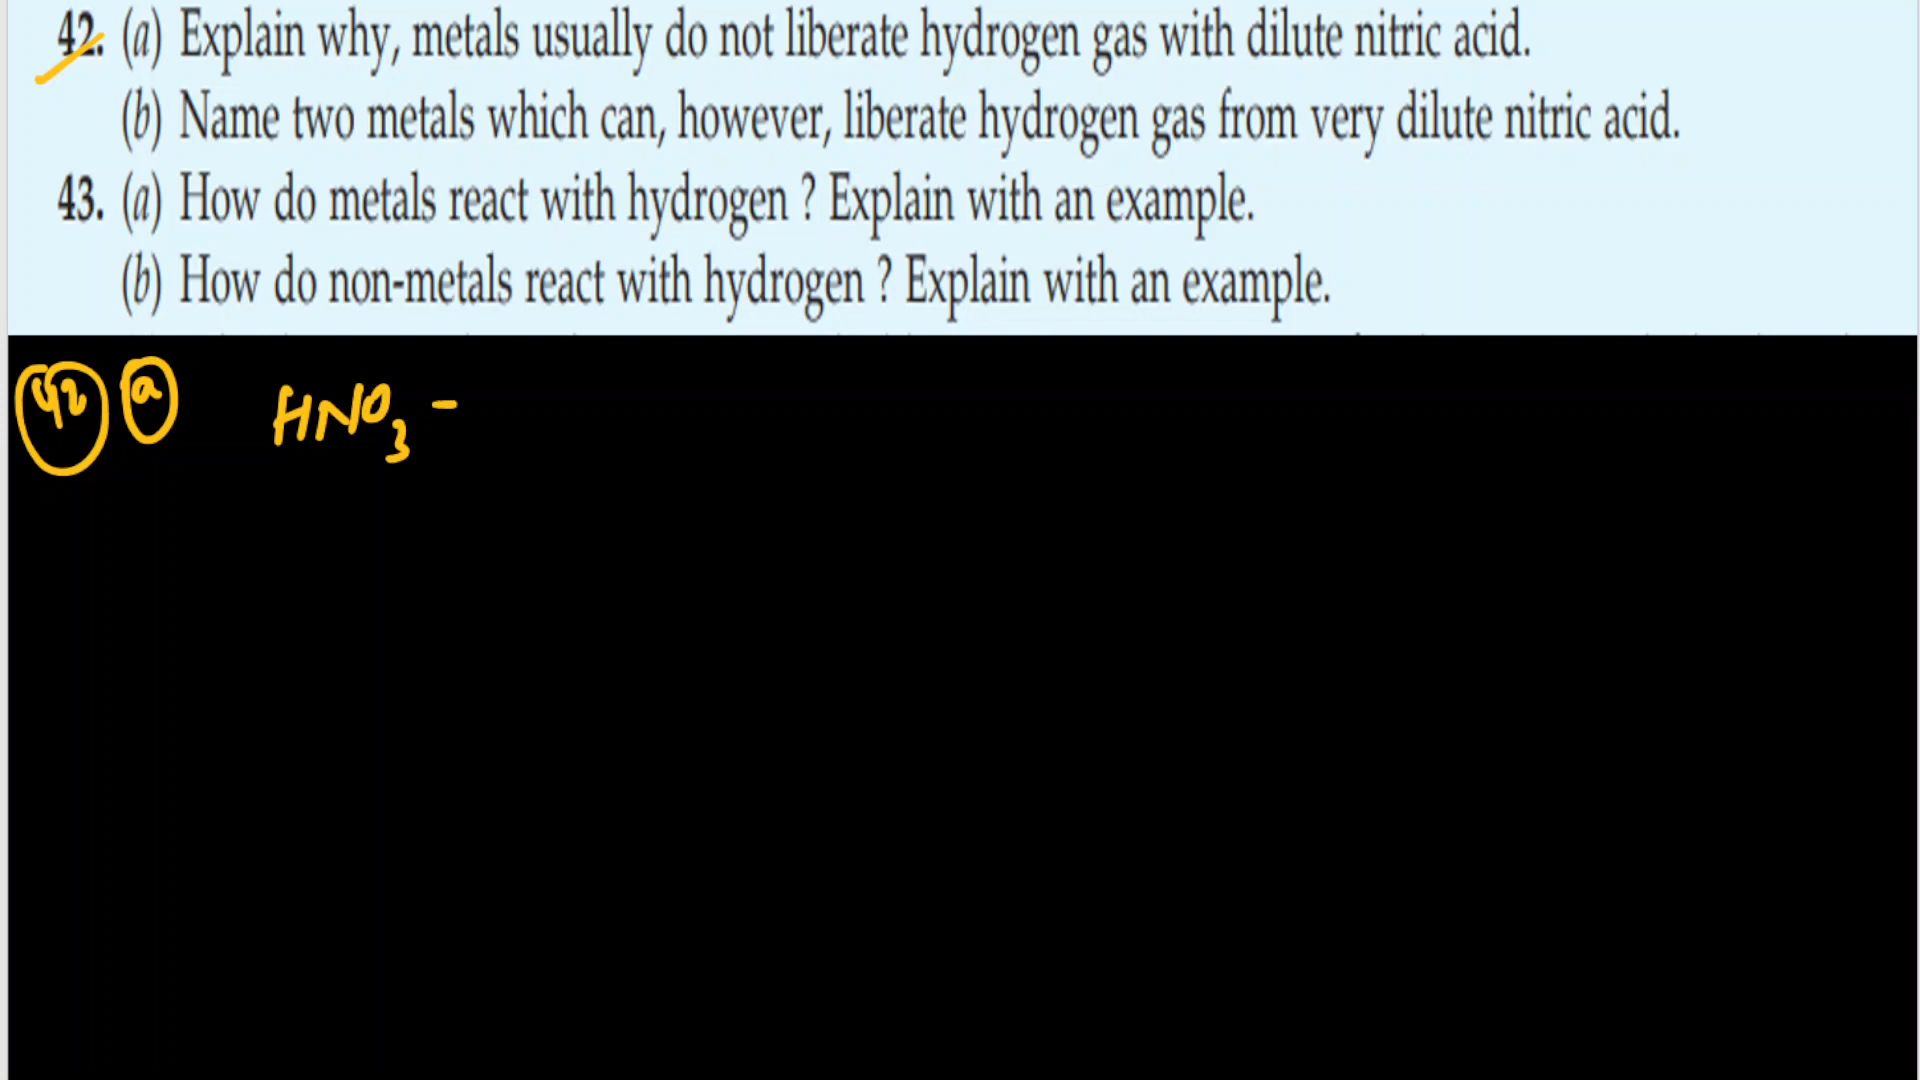 42. (a) Explain why, metals usually do not liberate hydrogen gas with dilute nitric acid.
(b) Name two metals which can, however, liberate hydrogen gas from very dilute nitric acid.
43. (a) How do metals react with hydrogen ? Explain with an example.
(b) How do non-metals react with hydrogen ? Explain with an example.
42 a HNO3 -